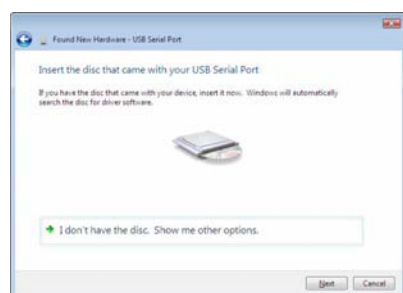 Found New Hardware - USB Serial Port
Insert the disc that came with your USB Serial Port
If you have the disc that came with your device, insert it now. Windows will automatically
search the disc for driver software.
I don't have the disc. Show me other options.
Next Cancel